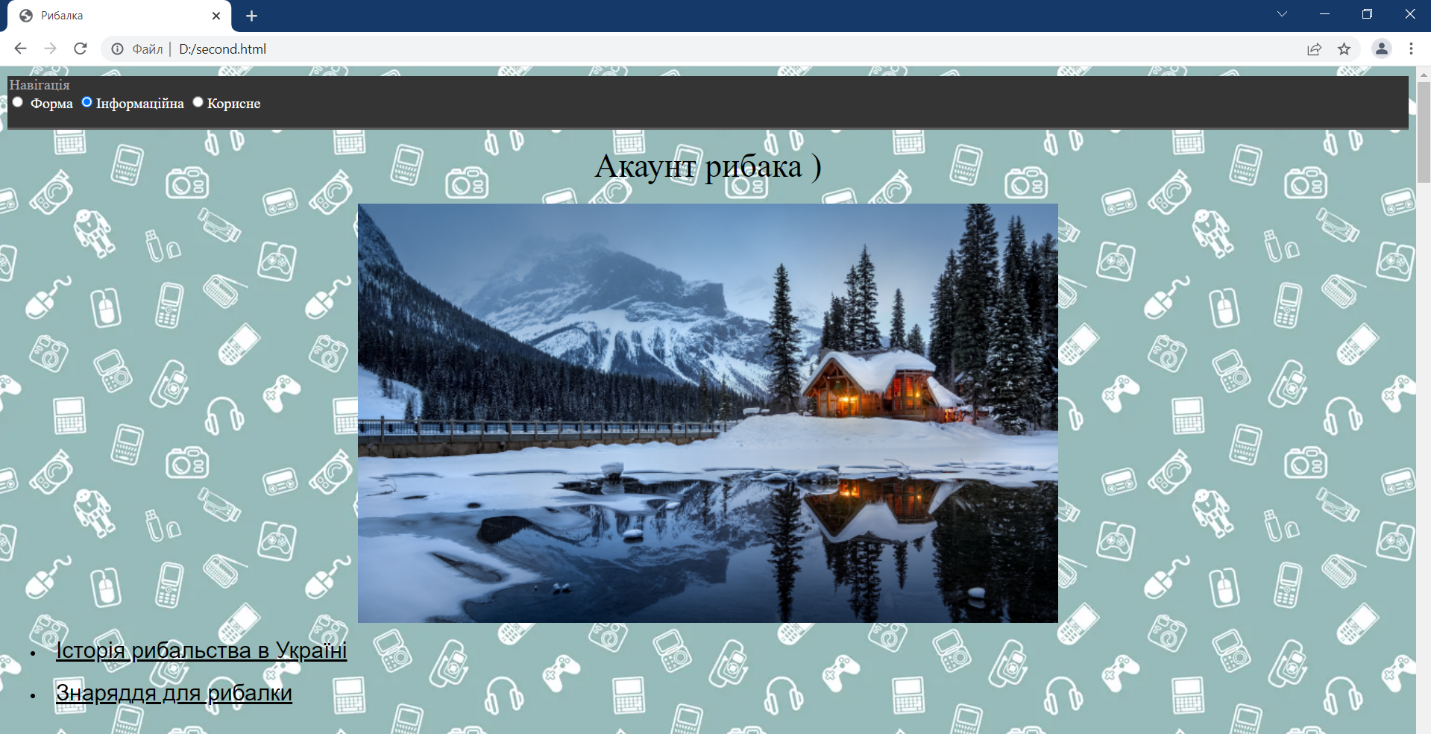 Рибалка
Файл | D:/second.html
Навігація
Форма Інформаційна Корисне
Акаунт рибака )
Історія рибальства в Україні
Знаряддя для рибалки